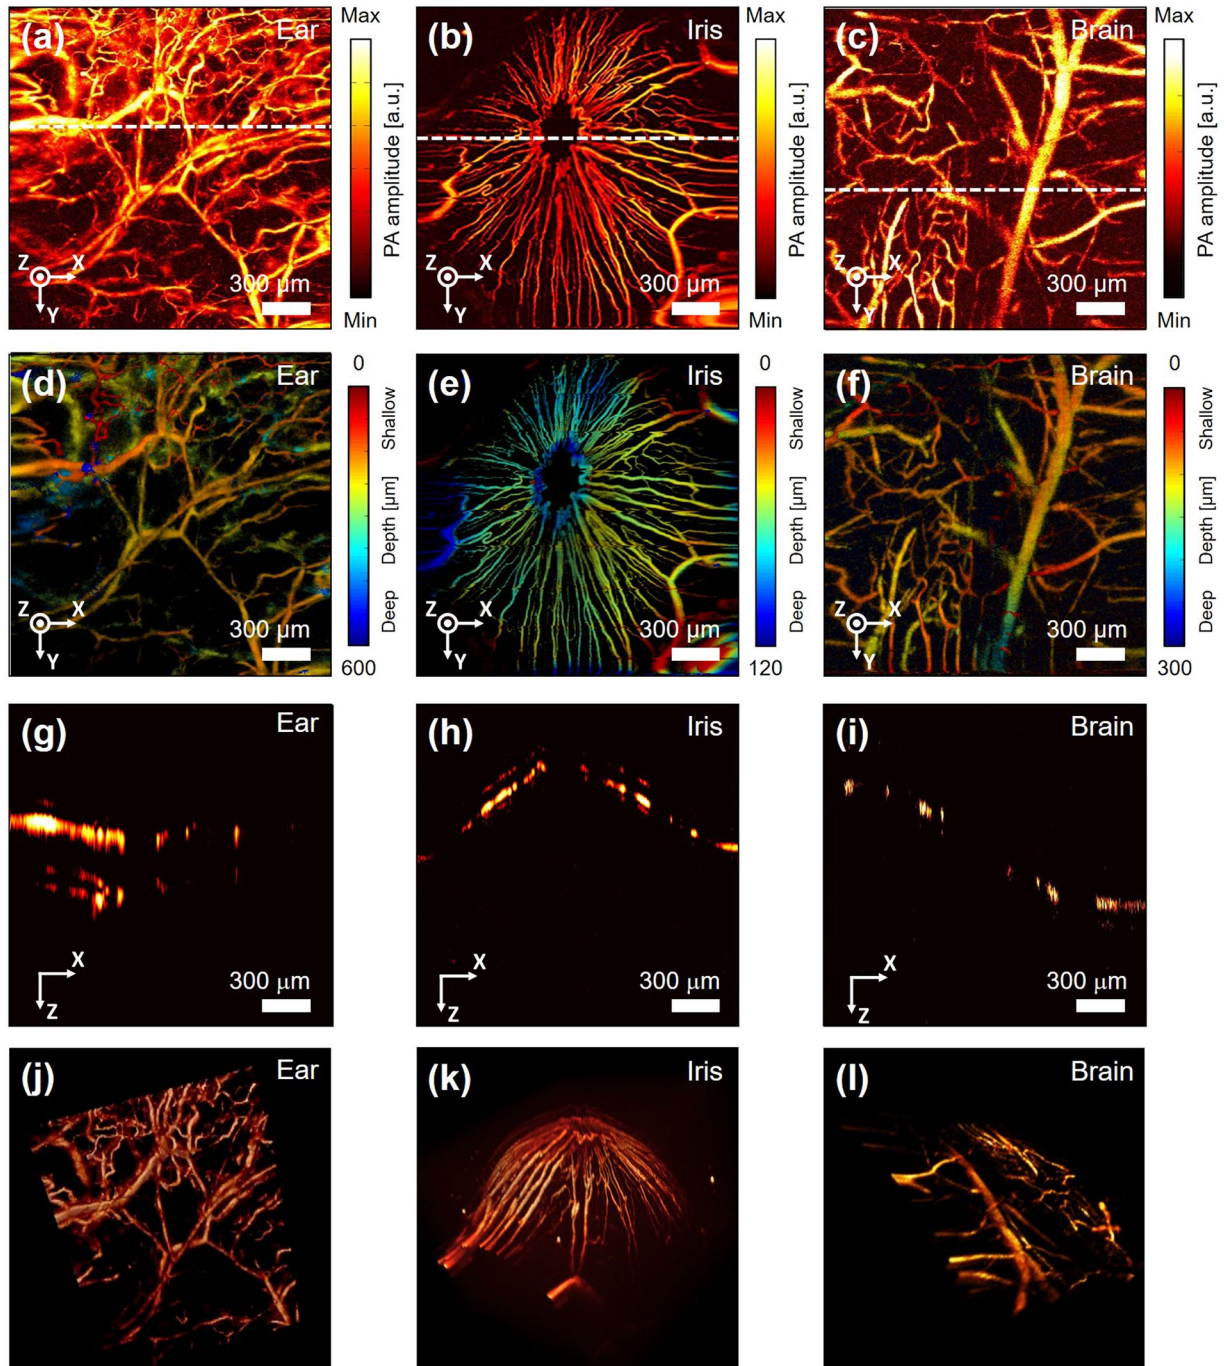 (a) Ear
Max
PA amplitude [a.u.]
Min
Z X
Y
300 µm
(b) Iris
Max
PA amplitude [a.u.]
Min
Z X
Y
300 µm
(c) Brain
Max
PA amplitude [a.u.]
Min
Z X
Y
300 µm
(d) Ear
0
Shallow
Depth [µm]
Deep
600
Z X
Y
300 µm
(e) Iris
0
Shallow
Depth [µm]
Deep
120
Z X
Y
300 µm
(f) Brain
0
Shallow
Depth [µm]
Deep
300
Z X
Y
300 µm
(g) Ear
X
Z
300 µm
(h) Iris
X
Z
300 µm
(i) Brain
X
Z
300 µm
(j) Ear
(k) Iris
(l) Brain